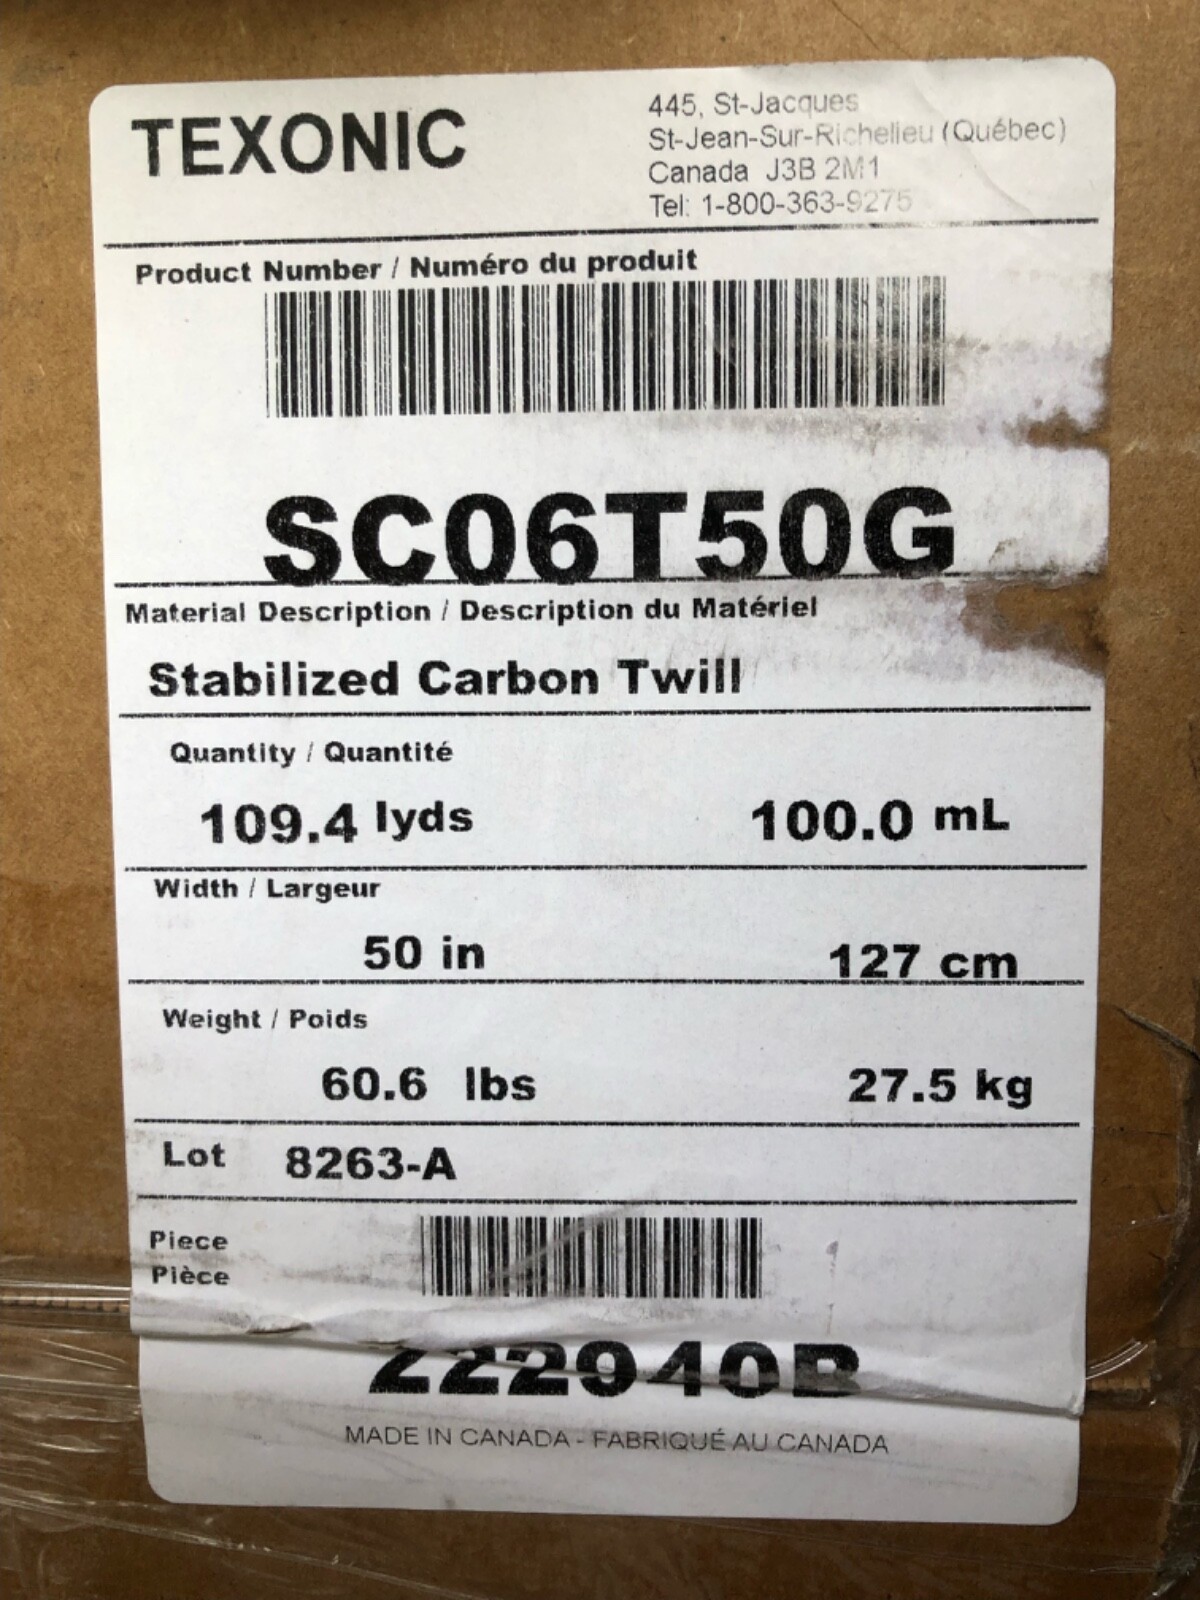 TEXONIC
445, St-Jacques
St-Jean-Sur-Richelieu (Québec)
Canada J3B 2M1
Tel: 1-800-363-9275
Product Number / Numéro du produit
SC06T50G
Material Description / Description du Matériel
Stabilized Carbon Twill
Quantity / Quantité
109.4 lyds 100.0 mL
Width / Largeur
50 in 127 cm
Weight / Poids
60.6 lbs 27.5 kg
Lot 8263-A
Piece
Pièce
222940B
MADE IN CANADA - FABRIQUÉ AU CANADA